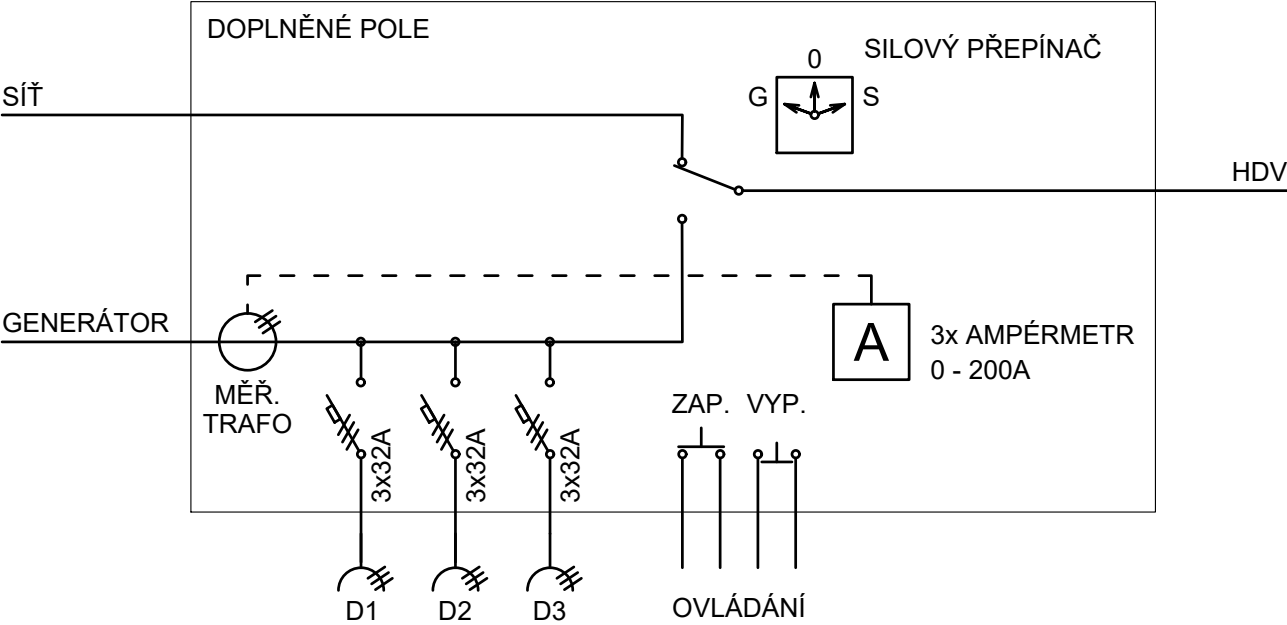 DOPLNĚNÉ POLE
SILOVÝ PŘEPÍNAČ
0
G
S
SÍŤ
HDV
GENERÁTOR
MĚŘ.
TRAFO
A
3x AMPÉRMETR
0 - 200A
ZAP.
VYP.
3x32A
3x32A
3x32A
D1
D2
D3
OVLÁDÁNÍ